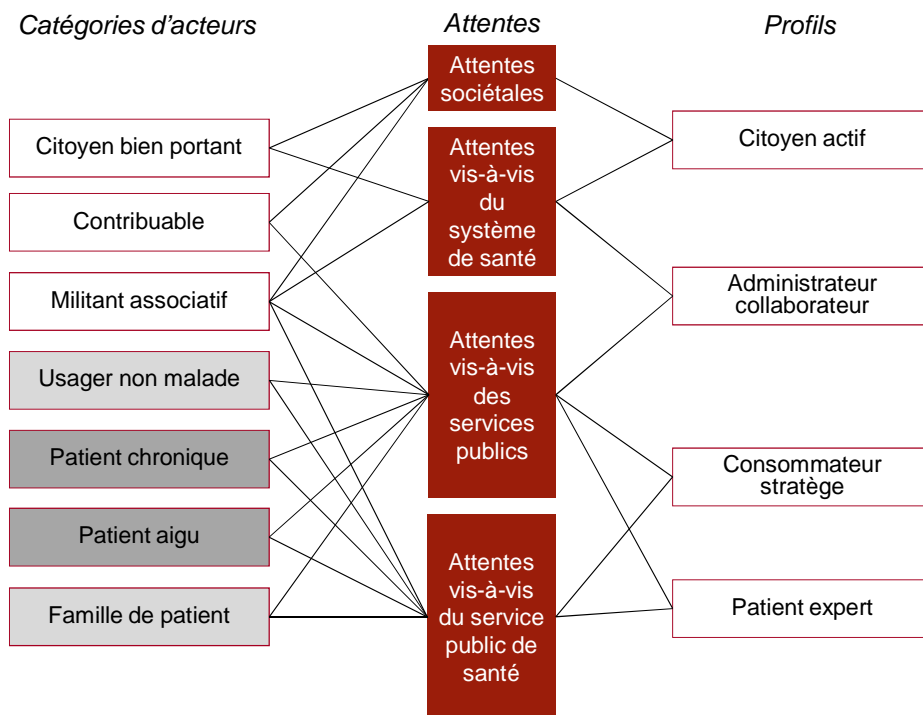 Catégories d'acteurs
Attentes
Profils
Citoyen bien portant
Contribuable
Militant associatif
Usager non malade
Patient chronique
Patient aigu
Famille de patient
Attentes
sociétales
Attentes
vis-à-vis
du
système
de santé
Attentes
vis-à-vis
des
services
publics
Attentes
vis-à-vis
du service
public de
santé
Citoyen actif
Administrateur
collaborateur
Consommateur
stratège
Patient expert